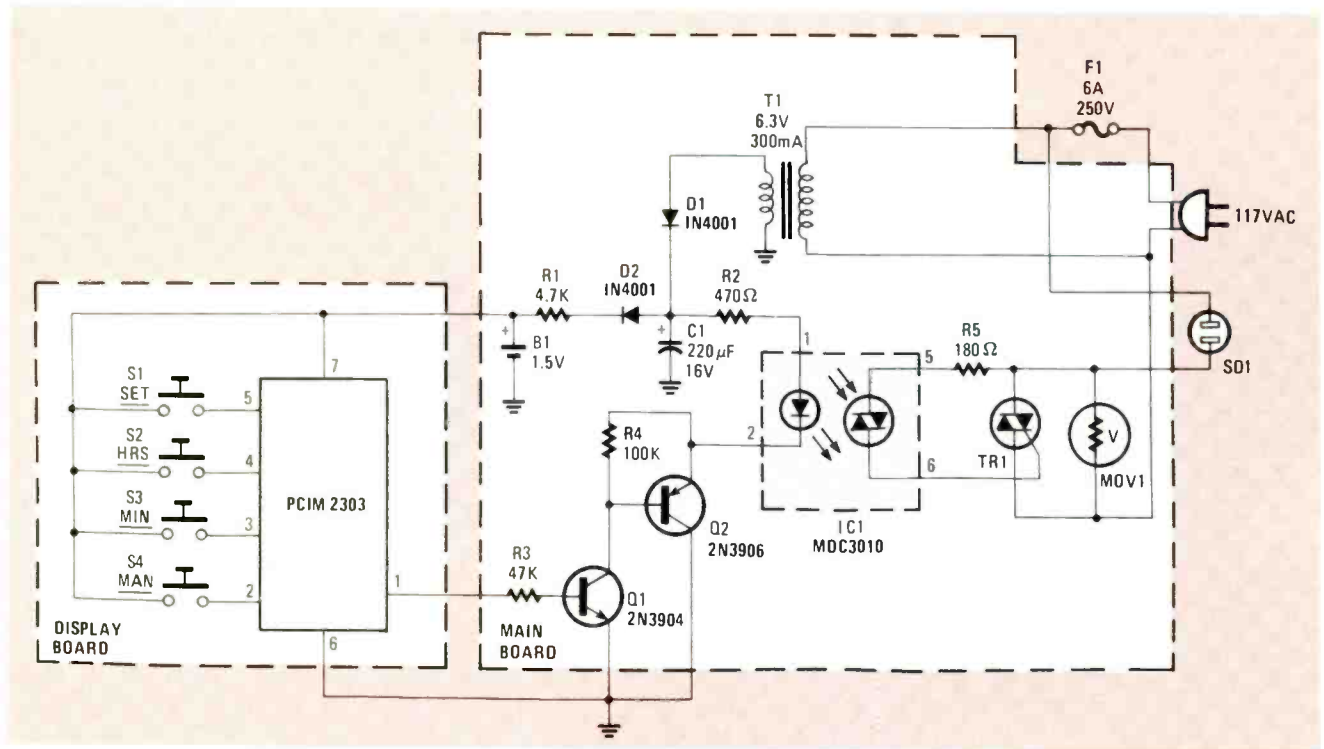 F1
6A
250V
T1
6.3V
300mA
D1
IN4001
117VAC
R1
4.7K
D2
IN4001
R2
470Ω
+
B1
1.5V
+
C1
220µF
16V
1
5
R5
180Ω
SO1
7
S1
SET
5
S2
HRS
4
S3
MIN
3
S4
MAN
2
PCIM 2303
1
6
DISPLAY
BOARD
R4
100K
2
6
TR1
V
MOV1
IC1
MDC3010
Q2
2N3906
R3
47K
Q1
2N3904
MAIN
BOARD